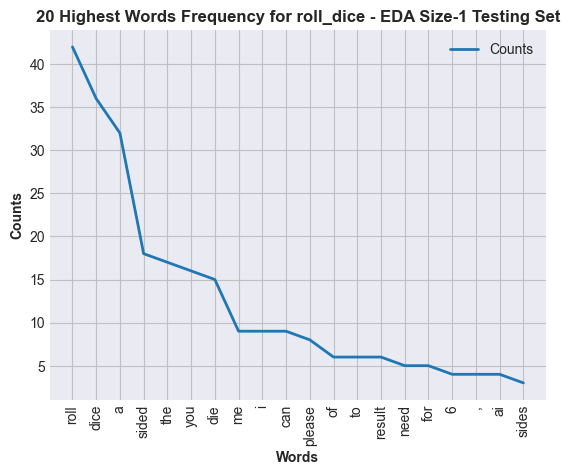 20 Highest Words Frequency for roll_dice - EDA Size-1 Testing Set
Counts
40
35
30
25
20
15
10
5
Counts
roll
dice
a
sided
the
you
die
me
i
can
please
of
to
result
need
for
6
,
ai
sides
Words